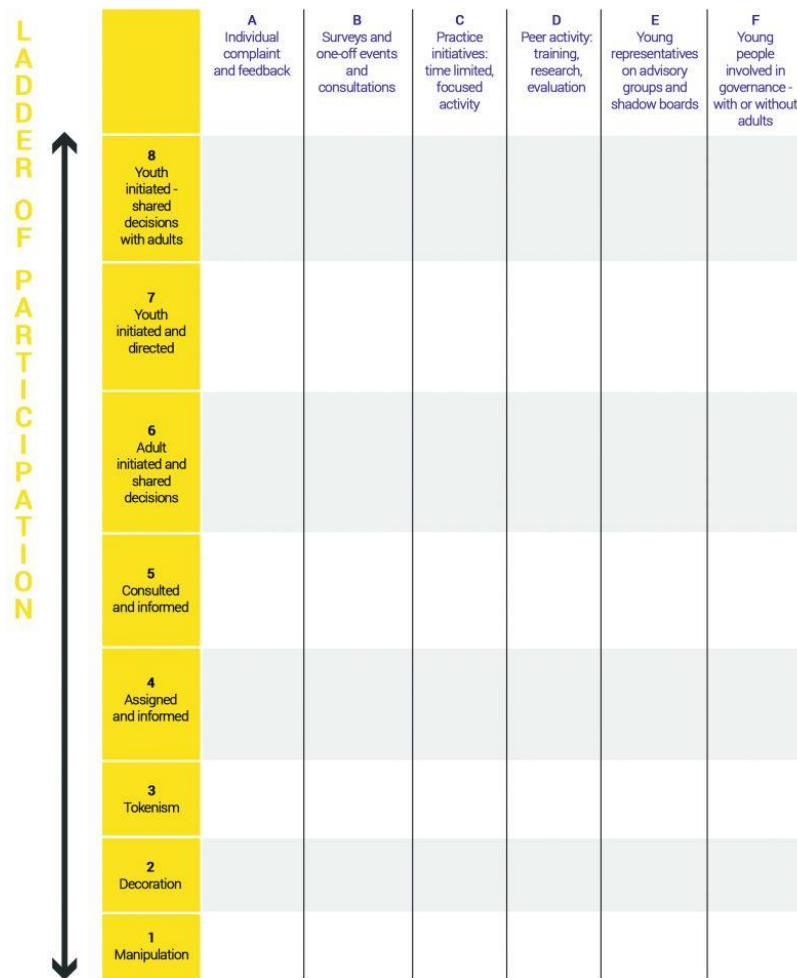 LADDER OF PARTICIPATION
A
Individual
complaint
and feedback
B
Surveys and
one-off events
and
consultations
C
Practice
initiatives:
time limited,
focused
activity
D
Peer activity:
training,
research,
evaluation
E
Young
representatives
on advisory
groups and
shadow boards
F
Young
people
involved in
governance -
with or without
adults
8
Youth
initiated -
shared
decisions
with adults
7
Youth
initiated and
directed
6
Adult
initiated and
shared
decisions
5
Consulted
and informed
4
Assigned
and informed
3
Tokenism
2
Decoration
1
Manipulation